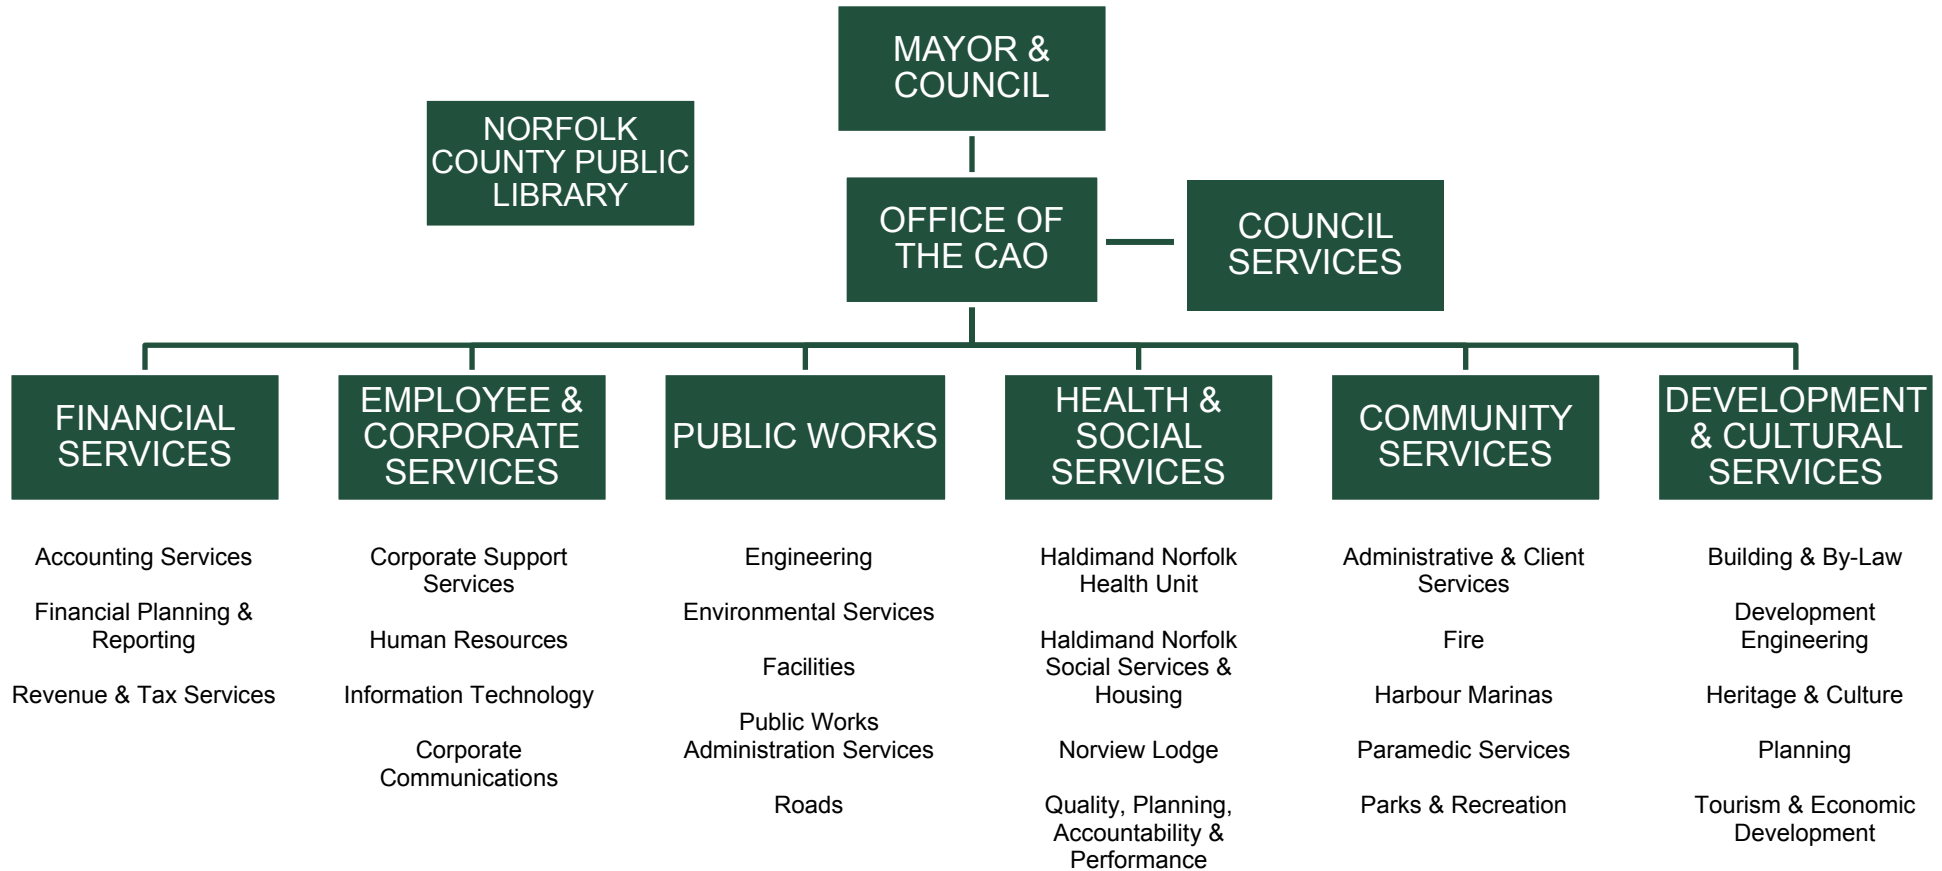 MAYOR &
COUNCIL
NORFOLK
COUNTY PUBLIC
LIBRARY
OFFICE OF
THE CAO
COUNCIL
SERVICES
FINANCIAL
SERVICES
EMPLOYEE &
CORPORATE
SERVICES
PUBLIC WORKS
HEALTH &
SOCIAL
SERVICES
COMMUNITY
SERVICES
DEVELOPMENT
& CULTURAL
SERVICES
Accounting Services
Financial Planning &
Reporting
Revenue & Tax Services
Corporate Support
Services
Human Resources
Information Technology
Corporate
Communications
Engineering
Environmental Services
Facilities
Public Works
Administration Services
Roads
Haldimand Norfolk
Health Unit
Haldimand Norfolk
Social Services &
Housing
Norview Lodge
Quality, Planning,
Accountability &
Performance
Administrative & Client
Services
Fire
Harbour Marinas
Paramedic Services
Parks & Recreation
Building & By-Law
Development
Engineering
Heritage & Culture
Planning
Tourism & Economic
Development